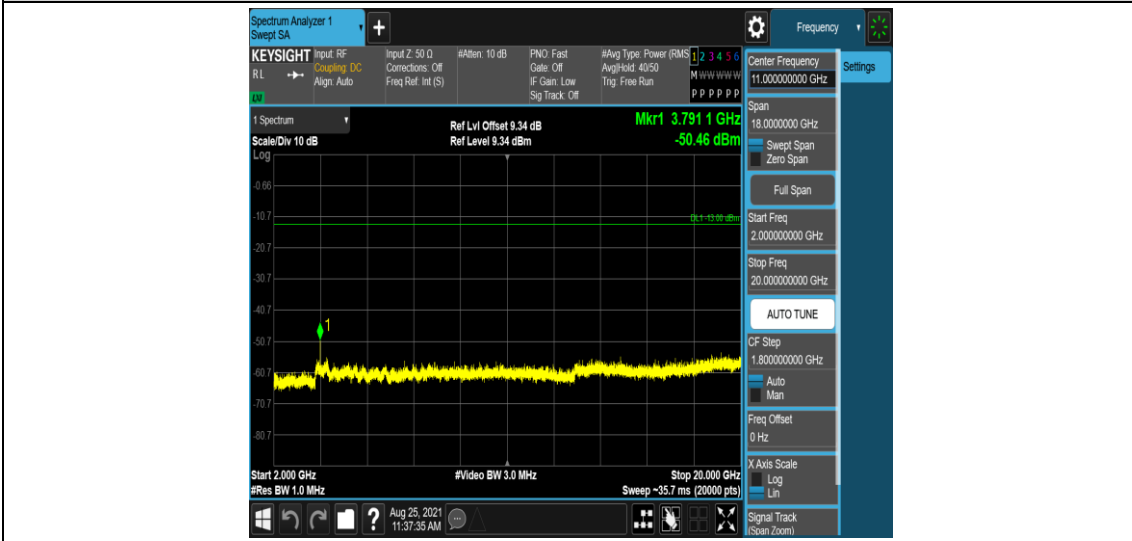 Spectrum Analyzer 1
Swept SA
+
Frequency
KEYSIGHT
RL
LM
Input: RF
Coupling: DC
Align: Auto
Input Z: 50 Ω
Corrections: Off
Freq Ref: Int (S)
#Atten: 10 dB
PNO: Fast
Gate: Off
IF Gain: Low
Sig Track: Off
#Avg Type: Power (RMS
Avg|Hold: 40/50
Trig: Free Run
1 2 3 4 5 6
M W W W W W
P P P P P P
1 Spectrum
Scale/Div 10 dB
Log
Ref Lvl Offset 9.34 dB
Ref Level 9.34 dBm
Mkr1 3.791 1 GHz
-50.46 dBm
-0.66
-10.7
DL1 -13.00 dBm
-20.7
-30.7
-40.7
1
-50.7
-60.7
-70.7
-80.7
Start 2.000 GHz
#Res BW 1.0 MHz
#Video BW 3.0 MHz
Stop 20.000 GHz
Sweep ~35.7 ms (20000 pts)
?
Aug 25, 2021
11:37:35 AM
Center Frequency
11.000000000 GHz
Settings
Span
18.0000000 GHz
Swept Span
Zero Span
Full Span
Start Freq
2.000000000 GHz
Stop Freq
20.000000000 GHz
AUTO TUNE
CF Step
1.800000000 GHz
Auto
Man
Freq Offset
0 Hz
X Axis Scale
Log
Lin
Signal Track
(Span Zoom)